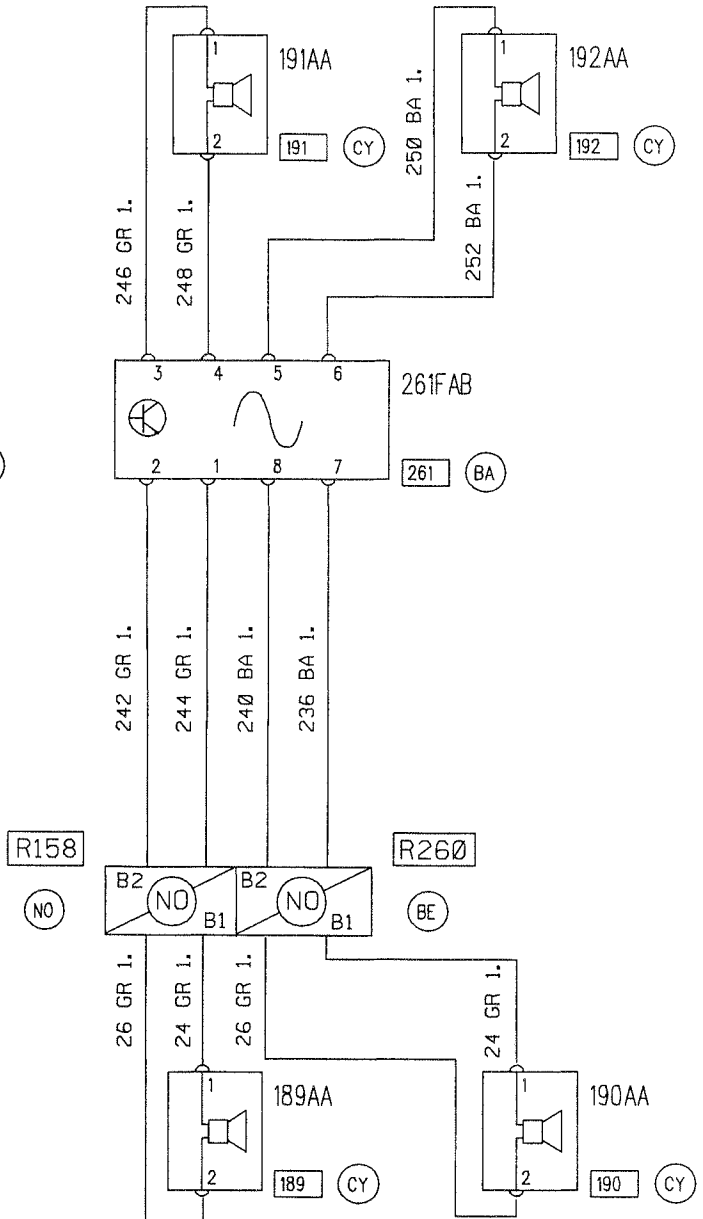 1
191AA
2
191 CY
1
192AA
2
192 CY
246 GR 1.
248 GR 1.
250 BA 1.
252 BA 1.
3 4 5 6
261FAB
2 1 8 7
261 BA
242 GR 1.
244 GR 1.
240 BA 1.
236 BA 1.
R158
R260
B2 NO B1
B2 NO B1
NO
BE
26 GR 1.
24 GR 1.
26 GR 1.
24 GR 1.
1
189AA
2
189 CY
1
190AA
2
190 CY